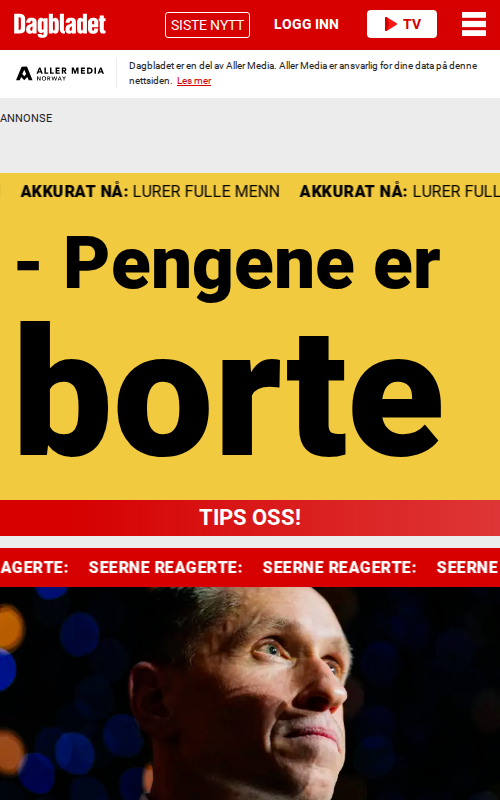 Dagbladet SISTE NYTT LOGG INN TV
ALLER MEDIA
NORWAY
Dagbladet er en del av Aller Media. Aller Media er ansvarlig for dine data på denne
nettsiden. Les mer
ANNONSE
AKKURAT NÅ: LURER FULLE MENN AKKURAT NÅ: LURER FULL
- Pengene er
borte
TIPS OSS!
AGERTE: SEERNE REAGERTE: SEERNE REAGERTE: SEERNE